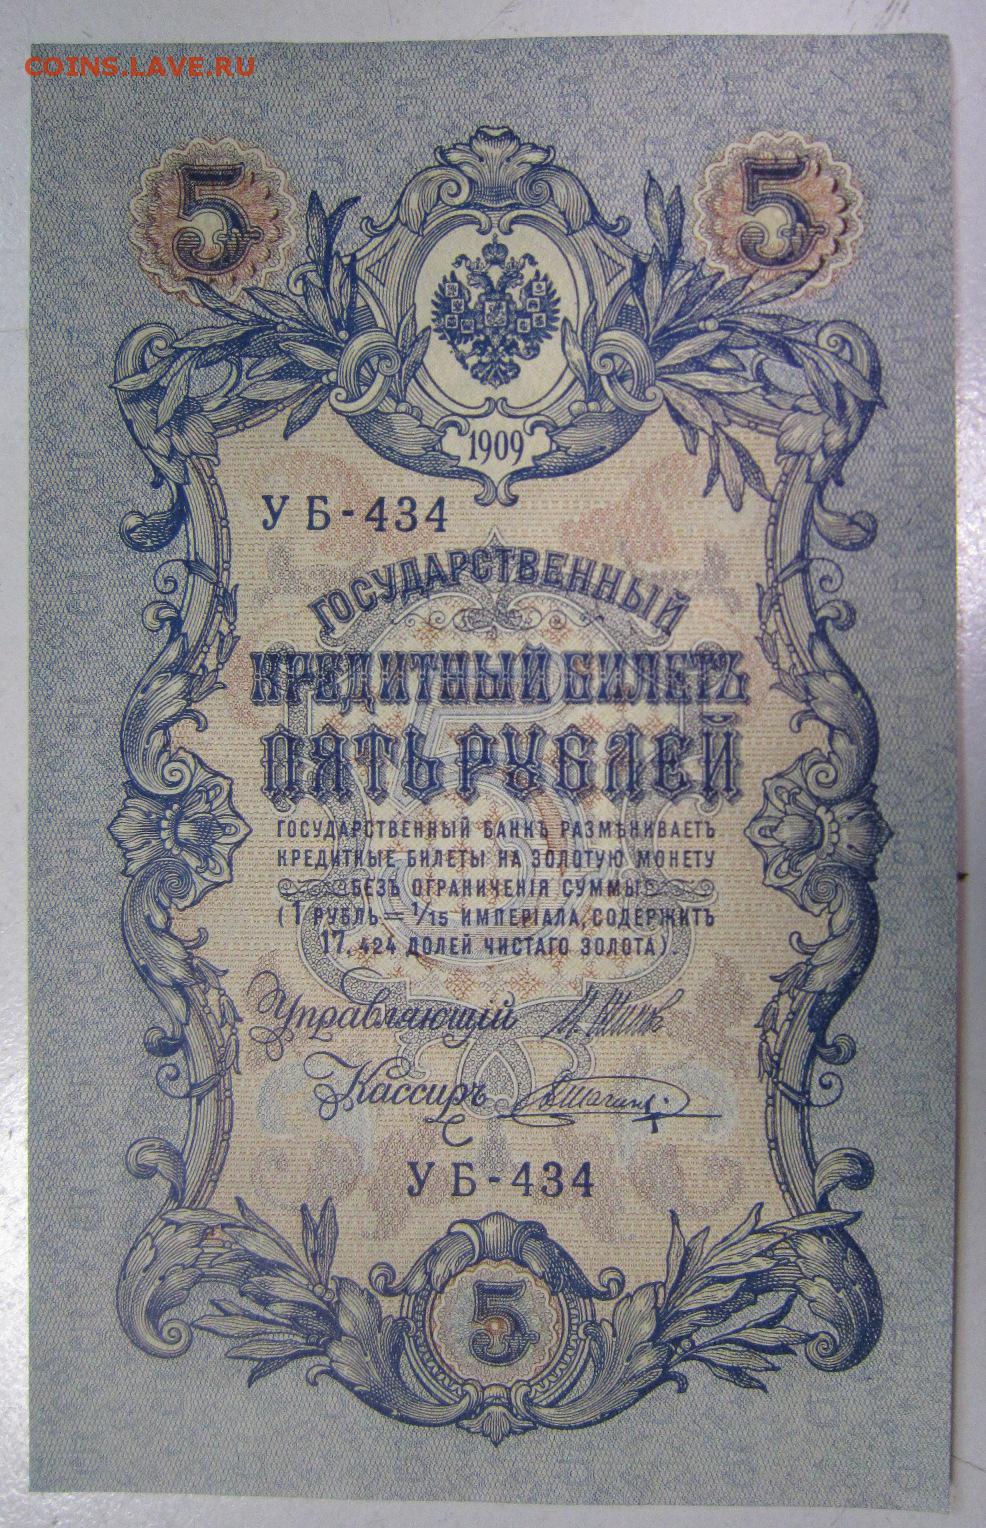 COINS.LAVE.RU
5 5
1909
УБ-434
ГОСУДАРСТВЕННЫЙ
КРЕДИТНЫЙ БИЛЕТЪ
ПЯТЬ РУБЛЕЙ
ГОСУДАРСТВЕННЫЙ БАНКЪ РАЗМѢНИВАЕТЪ
КРЕДИТНЫЕ БИЛЕТЫ НА ЗОЛОТУЮ МОНЕТУ
БЕЗЪ ОГРАНИЧЕНІЯ СУММЫ
(1 РУБЛЬ = 1/15 ИМПЕРІАЛА, СОДЕРЖИТЪ
17,424 ДОЛЕЙ ЧИСТАГО ЗОЛОТА).
Управляющій
Кассиръ
УБ-434
5